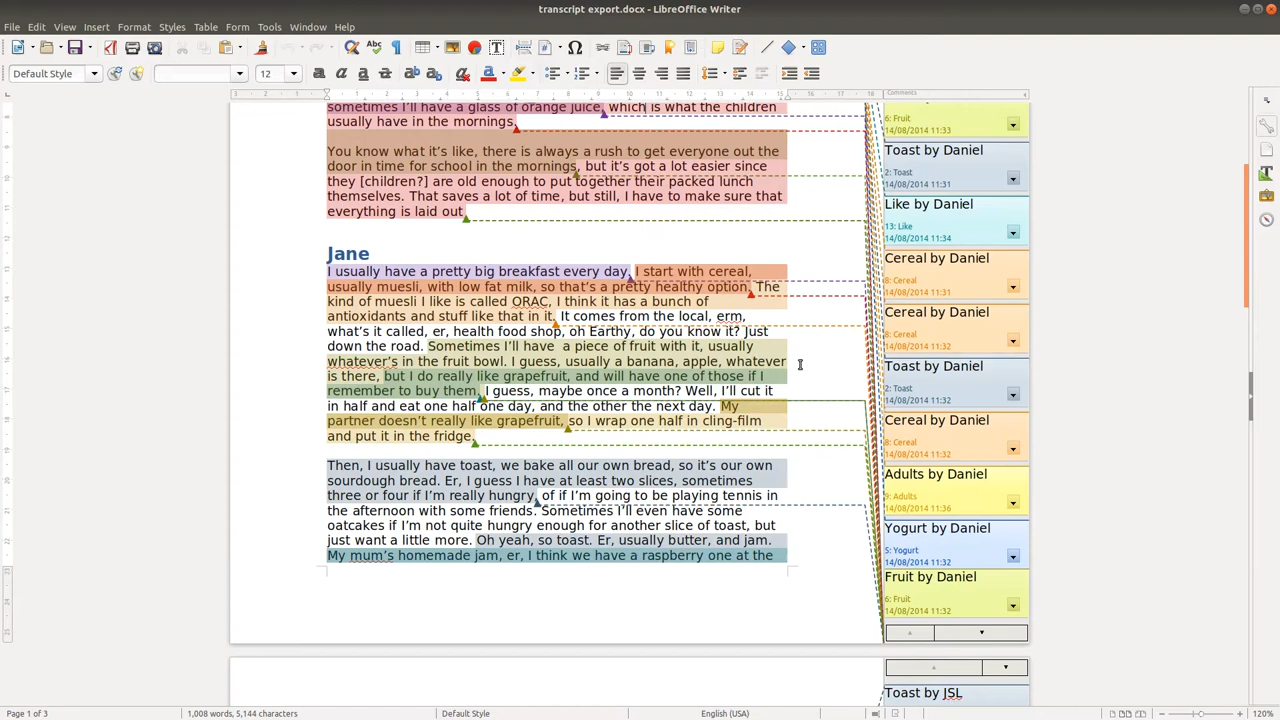 transcript export.docx - LibreOffice Writer
File Edit View Insert Format Styles Table Form Tools Window Help
Default Style 12
1 1 2 3 4 5 6 7 8 9 10 11 12 13 14 15 16 17 18 Comments
sometimes I'll have a glass of orange juice, which is what the children
usually have in the mornings.
You know what it's like, there is always a rush to get everyone out the
door in time for school in the mornings, but it's got a lot easier since
they [children?] are old enough to put together their packed lunch
themselves. That saves a lot of time, but still, I have to make sure that
everything is laid out
Jane
I usually have a pretty big breakfast every day. I start with cereal,
usually muesli, with low fat milk, so that's a pretty healthy option. The
kind of muesli I like is called ORAC, I think it has a bunch of
antioxidants and stuff like that in it. It comes from the local, erm,
what's it called, er, health food shop, oh Earthy, do you know it? Just
down the road. Sometimes I'll have  a piece of fruit with it, usually
whatever's in the fruit bowl. I guess, usually a banana, apple, whatever
is there, but I do really like grapefruit, and will have one of those if I
remember to buy them. I guess, maybe once a month? Well, I'll cut it
in half and eat one half one day, and the other the next day. My
partner doesn't really like grapefruit, so I wrap one half in cling-film
and put it in the fridge.
Then, I usually have toast, we bake all our own bread, so it's our own
sourdough bread. Er, I guess I have at least two slices, sometimes
three or four if I'm really hungry, of if I'm going to be playing tennis in
the afternoon with some friends. Sometimes I'll even have some
oatcakes if I'm not quite hungry enough for another slice of toast, but
just want a little more. Oh yeah, so toast. Er, usually butter, and jam.
My mum's homemade jam, er, I think we have a raspberry one at the
6: Fruit
14/08/2014 11:33
Toast by Daniel
2: Toast
14/08/2014 11:31
Like by Daniel
13: Like
14/08/2014 11:34
Cereal by Daniel
8: Cereal
14/08/2014 11:31
Cereal by Daniel
8: Cereal
14/08/2014 11:32
Toast by Daniel
2: Toast
14/08/2014 11:32
Cereal by Daniel
8: Cereal
14/08/2014 11:32
Adults by Daniel
9: Adults
14/08/2014 11:36
Yogurt by Daniel
5: Yogurt
14/08/2014 11:32
Fruit by Daniel
6: Fruit
14/08/2014 11:32
Toast by JSL
Page 1 of 3 1,008 words, 5,144 characters Default Style English (USA) 120%